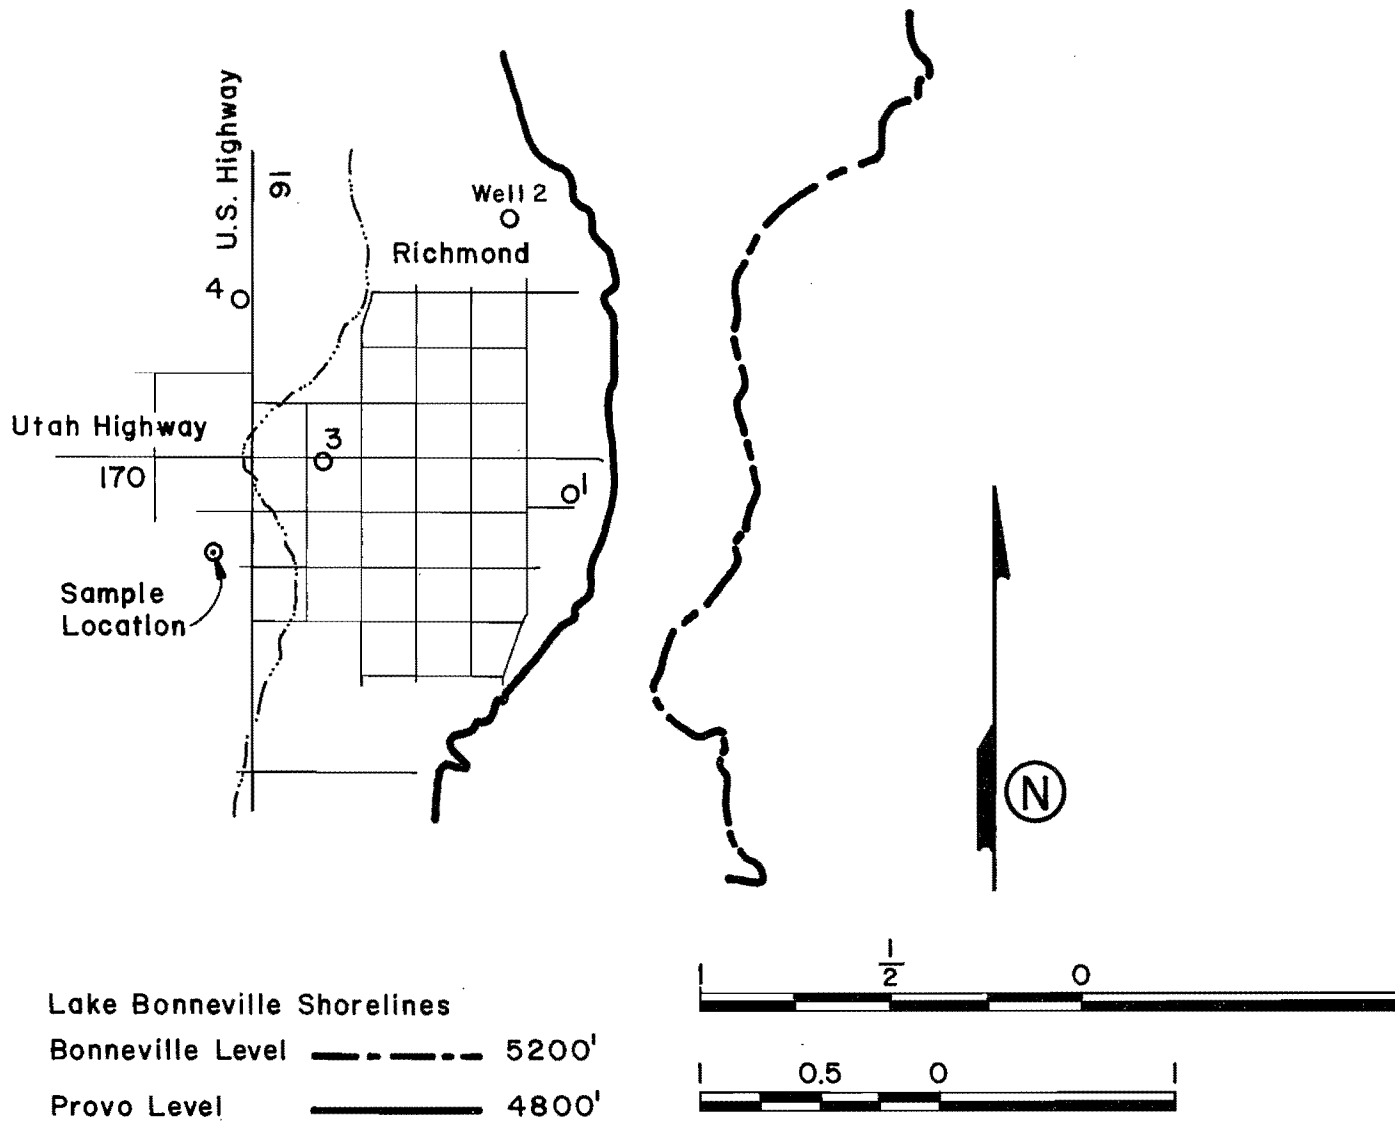 U.S. Highway
91
Well 2
Richmond
4
Utah Highway
170
3
1
Sample
Location
N
1 1/2 0
Lake Bonneville Shorelines
Bonneville Level 5200'
Provo Level 4800'
1 0.5 0 1